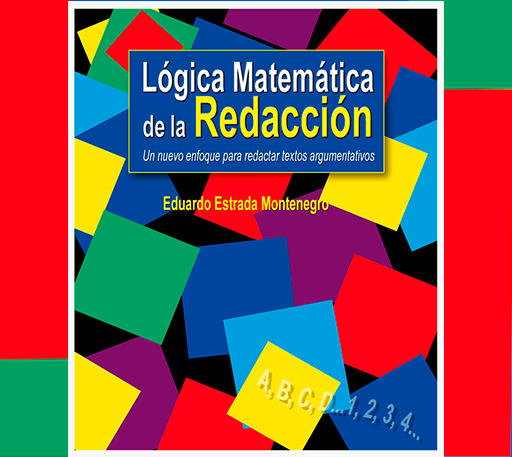 Lógica Matemática
de la Redacción
Un nuevo enfoque para redactar textos argumentativos
Eduardo Estrada Montenegro
A, B, C, D...1, 2, 3, 4...